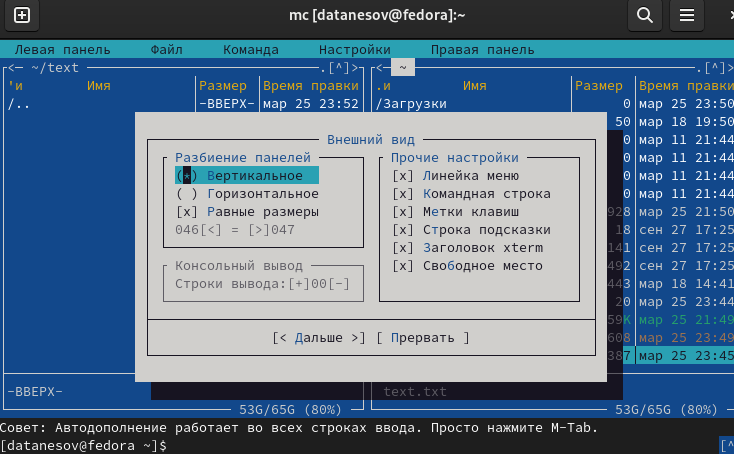 mc [datanesov@fedora]:~
Левая панель Файл Команда Настройки Правая панель
<- ~/text .[^]> <- ~ .[^]>
'и Имя Размер Время правки .и Имя Размер Время правки
/.. -ВВЕРХ- мар 25 23:52 /Загрузки 0 мар 25 23:50
50 мар 18 19:50
Внешний вид 0 мар 11 21:44
Разбиение панелей Прочие настройки 0 мар 11 21:44
(*) Вертикальное [x] Линейка меню 0 мар 11 21:44
( ) Горизонтальное [x] Командная строка 0 мар 11 21:44
[x] Равные размеры [x] Метки клавиш 928 мар 25 21:50
046[<] = [>]047 [x] Строка подсказки 18 сен 27 17:25
[x] Заголовок xterm 141 сен 27 17:25
Консольный вывод [x] Свободное место 492 сен 27 17:25
Строки вывода:[+]00[-] 443 мар 18 14:41
20 мар 25 23:44
59K мар 25 21:49
[< Дальше >] [ Прервать ] 608 мар 25 23:49
387 мар 25 23:45
-ВВЕРХ- text.txt
53G/65G (80%) 53G/65G (80%)
Совет: Автодополнение работает во всех строках ввода. Просто нажмите M-Tab.
[datanesov@fedora ~]$ [^